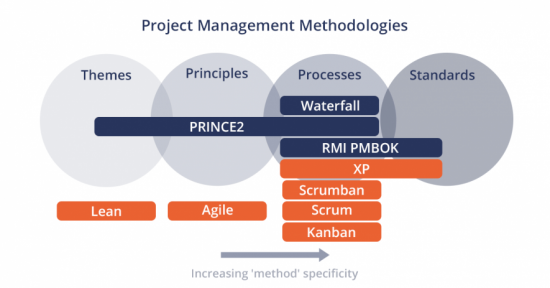 Project Management Methodologies
Themes
Principles
Processes
Standards
Waterfall
PRINCE2
RMI PMBOK
XP
Scrumban
Lean
Agile
Scrum
Kanban
Increasing 'method' specificity